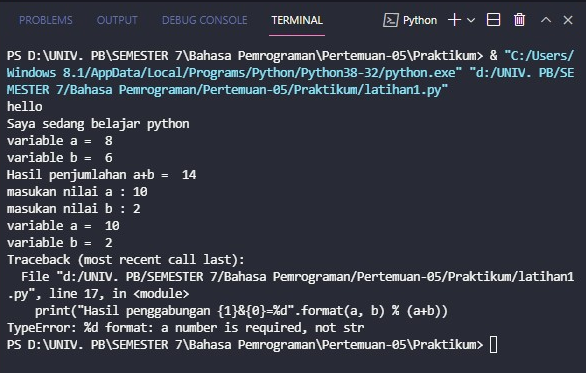 PROBLEMS OUTPUT DEBUG CONSOLE TERMINAL Python
PS D:\UNIV. PB\SEMESTER 7\Bahasa Pemrograman\Pertemuan-05\Praktikum> & "C:/Users/
Windows 8.1/AppData/Local/Programs/Python/Python38-32/python.exe" "d:/UNIV. PB/SE
MESTER 7/Bahasa Pemrograman/Pertemuan-05/Praktikum/latihan1.py"
hello
Saya sedang belajar python
variable a =  8
variable b =  6
Hasil penjumlahan a+b =  14
masukan nilai a : 10
masukan nilai b : 2
variable a =  10
variable b =  2
Traceback (most recent call last):
  File "d:/UNIV. PB/SEMESTER 7/Bahasa Pemrograman/Pertemuan-05/Praktikum/latihan1
.py", line 17, in <module>
    print("Hasil penggabungan {1}&{0}=%d".format(a, b) % (a+b))
TypeError: %d format: a number is required, not str
PS D:\UNIV. PB\SEMESTER 7\Bahasa Pemrograman\Pertemuan-05\Praktikum>